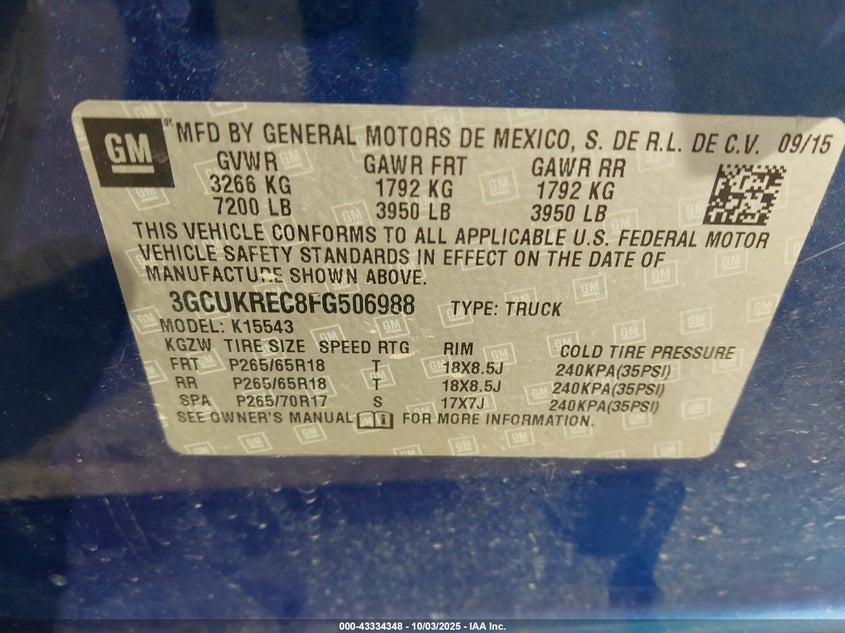 GM® MFD BY GENERAL MOTORS DE MEXICO, S. DE R.L. DE C.V. 09/15
GVWR GAWR FRT GAWR RR
3266 KG 1792 KG 1792 KG
7200 LB 3950 LB 3950 LB
THIS VEHICLE CONFORMS TO ALL APPLICABLE U.S. FEDERAL MOTOR
VEHICLE SAFETY STANDARDS IN EFFECT ON THE DATE OF
MANUFACTURE SHOWN ABOVE.
3GCUKREC8FG506988 TYPE: TRUCK
MODEL: K15543
KGZW TIRE SIZE SPEED RTG RIM COLD TIRE PRESSURE
FRT P265/65R18 T 18X8.5J 240KPA(35PSI)
RR P265/65R18 T 18X8.5J 240KPA(35PSI)
SPA P265/70R17 S 17X7J 240KPA(35PSI)
SEE OWNER'S MANUAL FOR MORE INFORMATION.
000-43334348 - 10/03/2025 - IAA Inc.